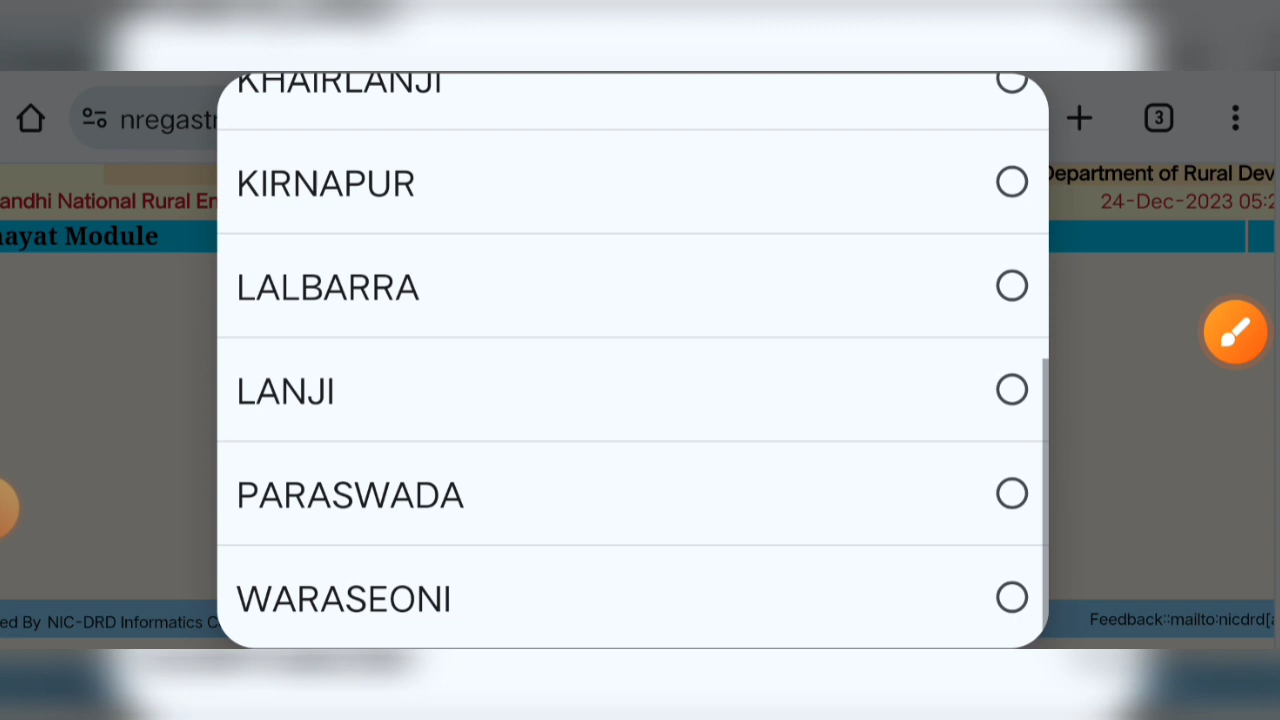 KHAIRLANJI
nregast
3
Department of Rural Dev
andhi National Rural En
24-Dec-2023 05:2
ayat Module
KIRNAPUR
LALBARRA
LANJI
PARASWADA
WARASEONI
ed By NIC-DRD Informatics C
Feedback::mailto:nicdrd[